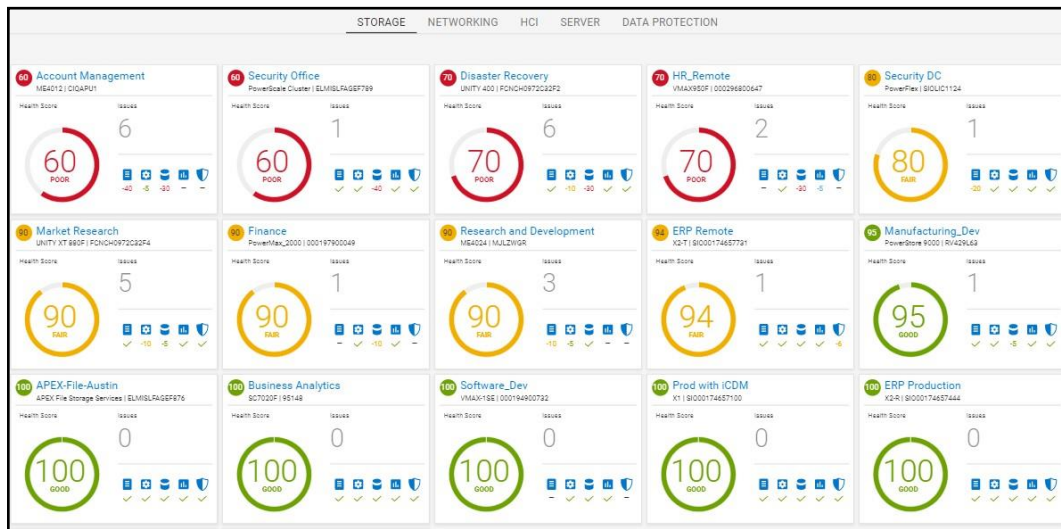 STORAGE NETWORKING HCI SERVER DATA PROTECTION
60 Account Management
ME4012 | CIQAPU1
Health Score Issues
6
60
POOR
-40 -5 -30 – –
60 Security Office
PowerScale Cluster | ELMISLFAGEF789
Health Score Issues
1
60
POOR
-40
70 Disaster Recovery
UNITY 400 | FCNCH0972C32F2
Health Score Issues
6
70
POOR
-10 -30
70 HR_Remote
VMAX950F | 000296800647
Health Score Issues
2
70
POOR
– -30 -5 –
80 Security DC
PowerFlex | SIOLIC1124
Health Score Issues
1
80
FAIR
-20
90 Market Research
UNITY XT 880F | FCNCH0972C32F4
Health Score Issues
5
90
FAIR
-10 -5
90 Finance
PowerMax_2000 | 000197900049
Health Score Issues
1
90
FAIR
– -10 –
90 Research and Development
ME4024 | MJLZWGR
Health Score Issues
3
90
FAIR
-10 -5 – –
94 ERP Remote
X2-T | SIO00174657731
Health Score Issues
1
94
FAIR
-6
95 Manufacturing_Dev
PowerStore 9000 | RV429L63
Health Score Issues
1
95
GOOD
-5
100 APEX-File-Austin
APEX File Storage Services | ELMISLFAGEF876
Health Score Issues
0
100
GOOD
100 Business Analytics
SC7020F | 95148
Health Score Issues
0
100
GOOD
100 Software_Dev
VMAX-1SE | 000194900732
Health Score Issues
0
100
GOOD
– –
100 Prod with iCDM
X1 | SIO00174657100
Health Score Issues
0
100
GOOD
100 ERP Production
X2-R | SIO00174657444
Health Score Issues
0
100
GOOD